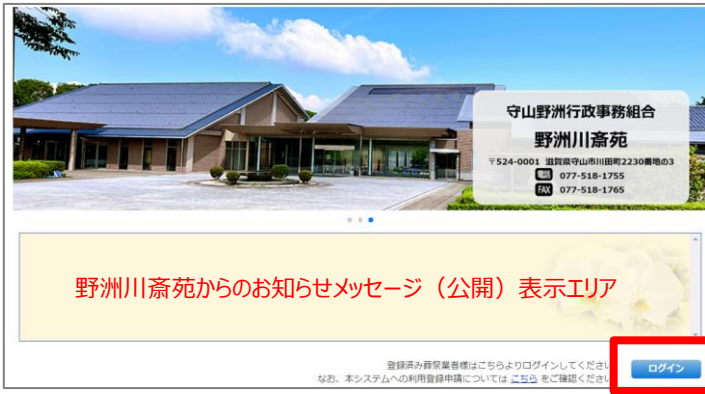 守山野洲行政事務組合
野洲川斎苑
〒524-0001 滋賀県守山市川田町2230番地の3
電話 077-518-1755
FAX 077-518-1765
野洲川斎苑からのお知らせメッセージ（公開）表示エリア
登録済み葬祭業者様はこちらよりログインしてくださ
ログイン
なお、本システムへの利用登録申請については こちら をご確認くださ